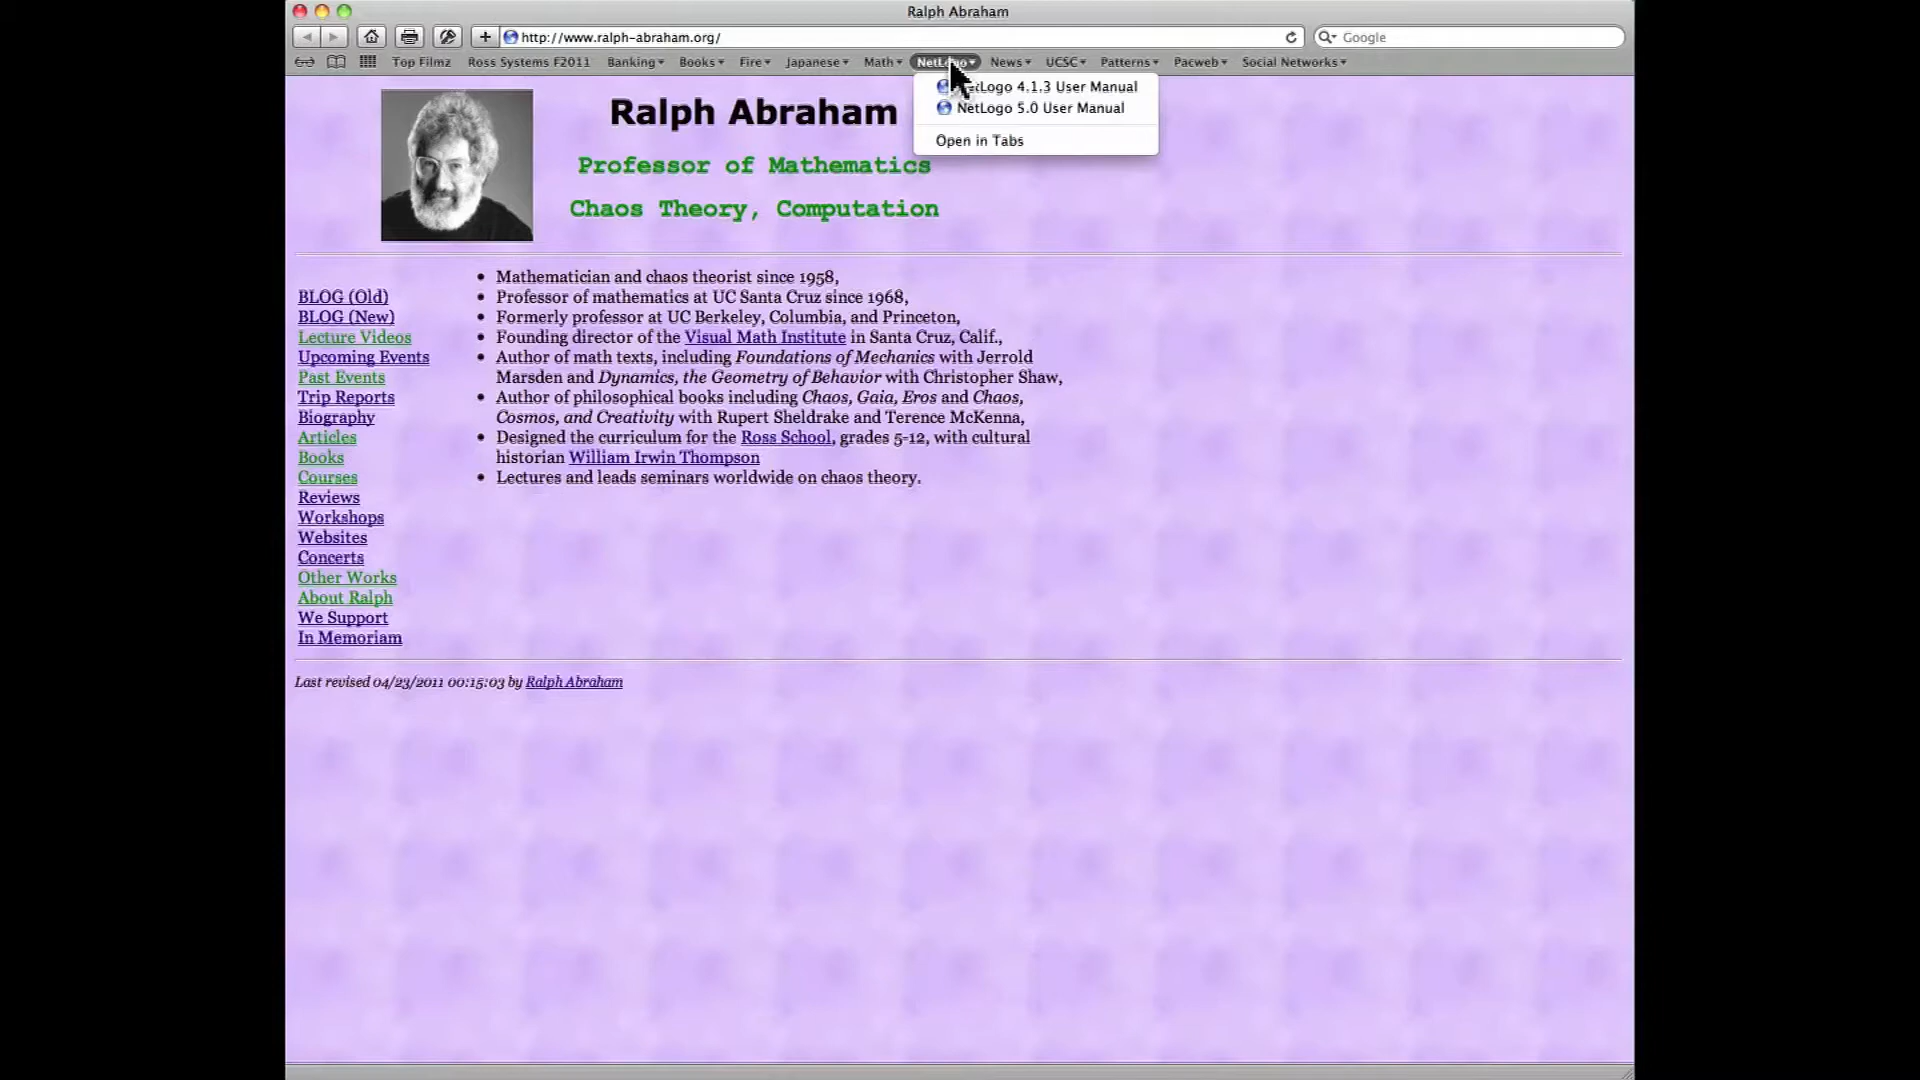 Ralph Abraham
http://www.ralph-abraham.org/
Google
Top Filmz Ross Systems F2011 Banking Books Fire Japanese Math NetLogo News UCSC Patterns Pacweb Social Networks
4.1.3 User Manual
NetLogo 5.0 User Manual
Open in Tabs
Ralph Abraham
Professor of Mathematics
Chaos Theory, Computation
BLOG (Old)
BLOG (New)
Lecture Videos
Upcoming Events
Past Events
Trip Reports
Biography
Articles
Books
Courses
Reviews
Workshops
Websites
Concerts
Other Works
About Ralph
We Support
In Memoriam
• Mathematician and chaos theorist since 1958,
• Professor of mathematics at UC Santa Cruz since 1968,
• Formerly professor at UC Berkeley, Columbia, and Princeton,
• Founding director of the Visual Math Institute in Santa Cruz, Calif.,
• Author of math texts, including Foundations of Mechanics with Jerrold
Marsden and Dynamics, the Geometry of Behavior with Christopher Shaw,
• Author of philosophical books including Chaos, Gaia, Eros and Chaos,
Cosmos, and Creativity with Rupert Sheldrake and Terence McKenna,
• Designed the curriculum for the Ross School, grades 5-12, with cultural
historian William Irwin Thompson
• Lectures and leads seminars worldwide on chaos theory.
Last revised 04/23/2011 00:15:03 by Ralph Abraham